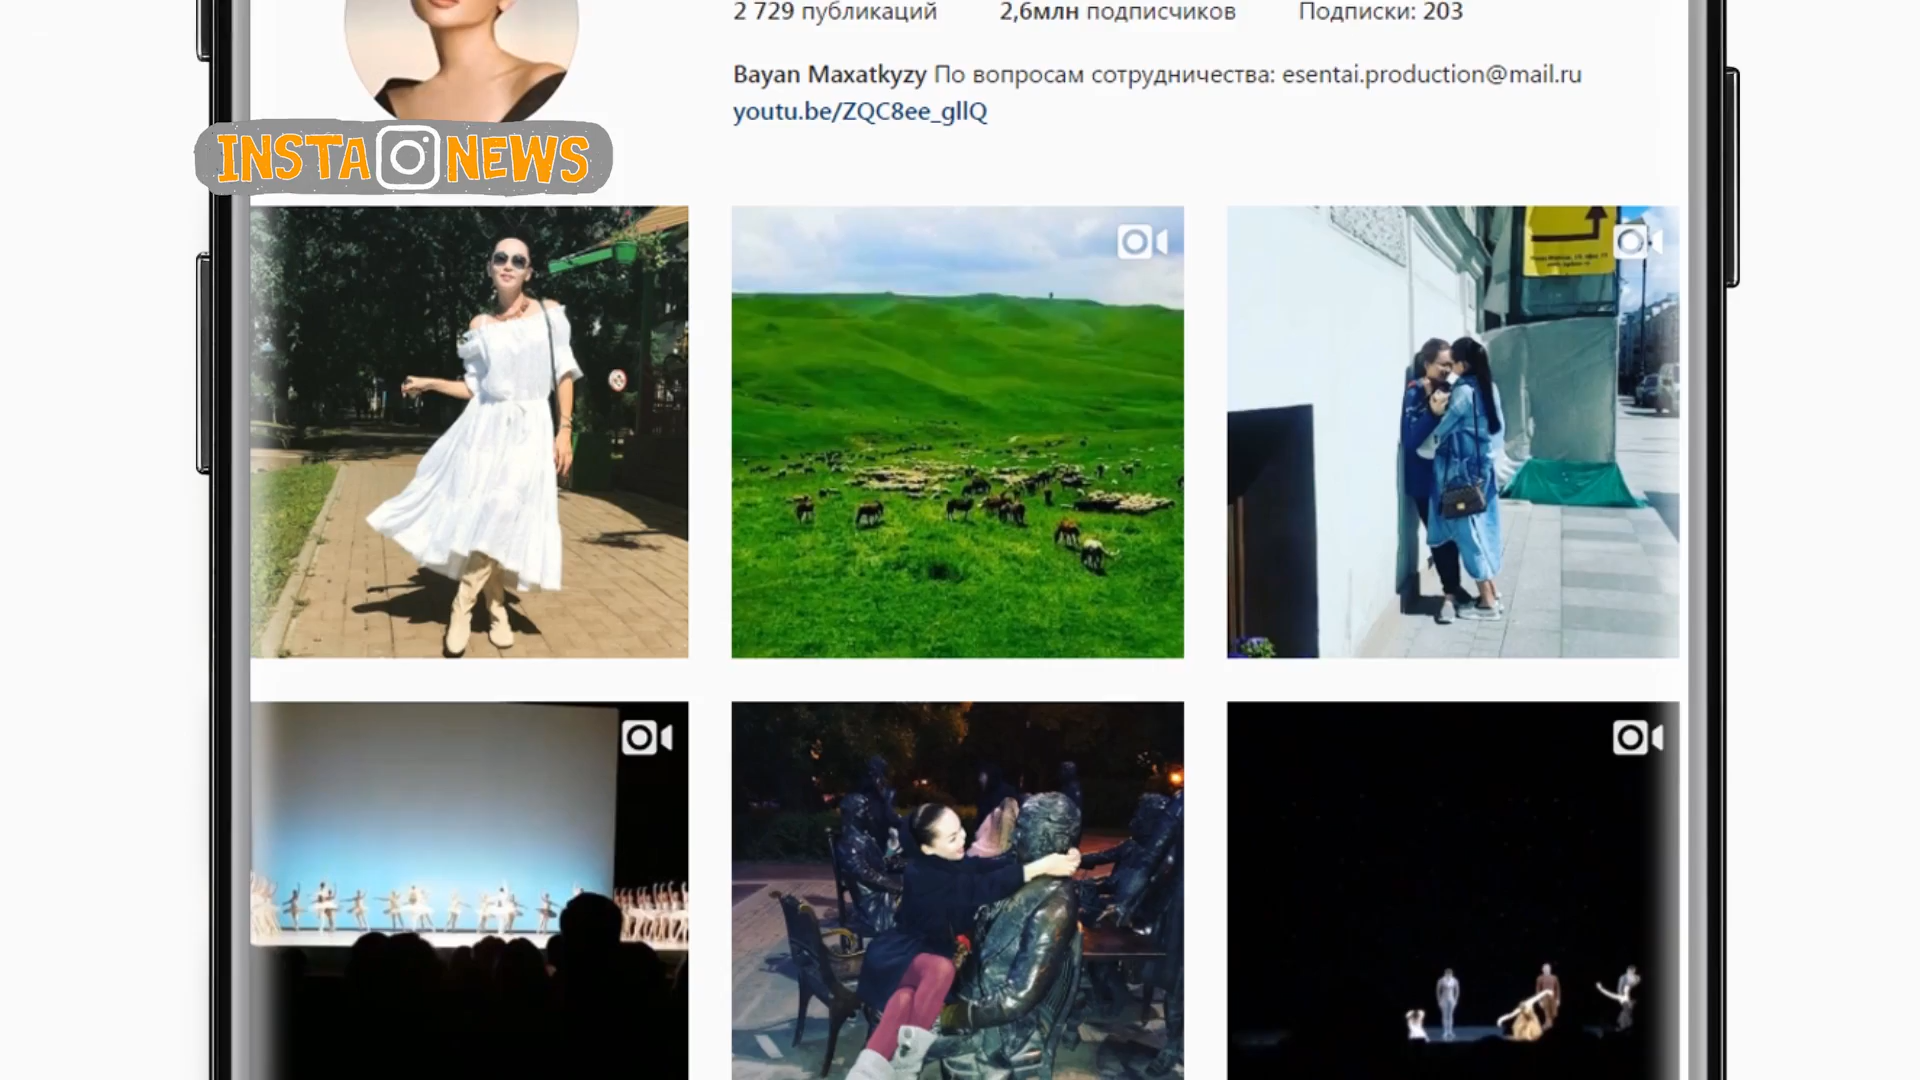 2 729 публикаций 2,6млн подписчиков Подписки: 203
Bayan Maxatkyzy По вопросам сотрудничества: esentai.production@mail.ru
youtu.be/ZQC8ee_gllQ
INSTA NEWS